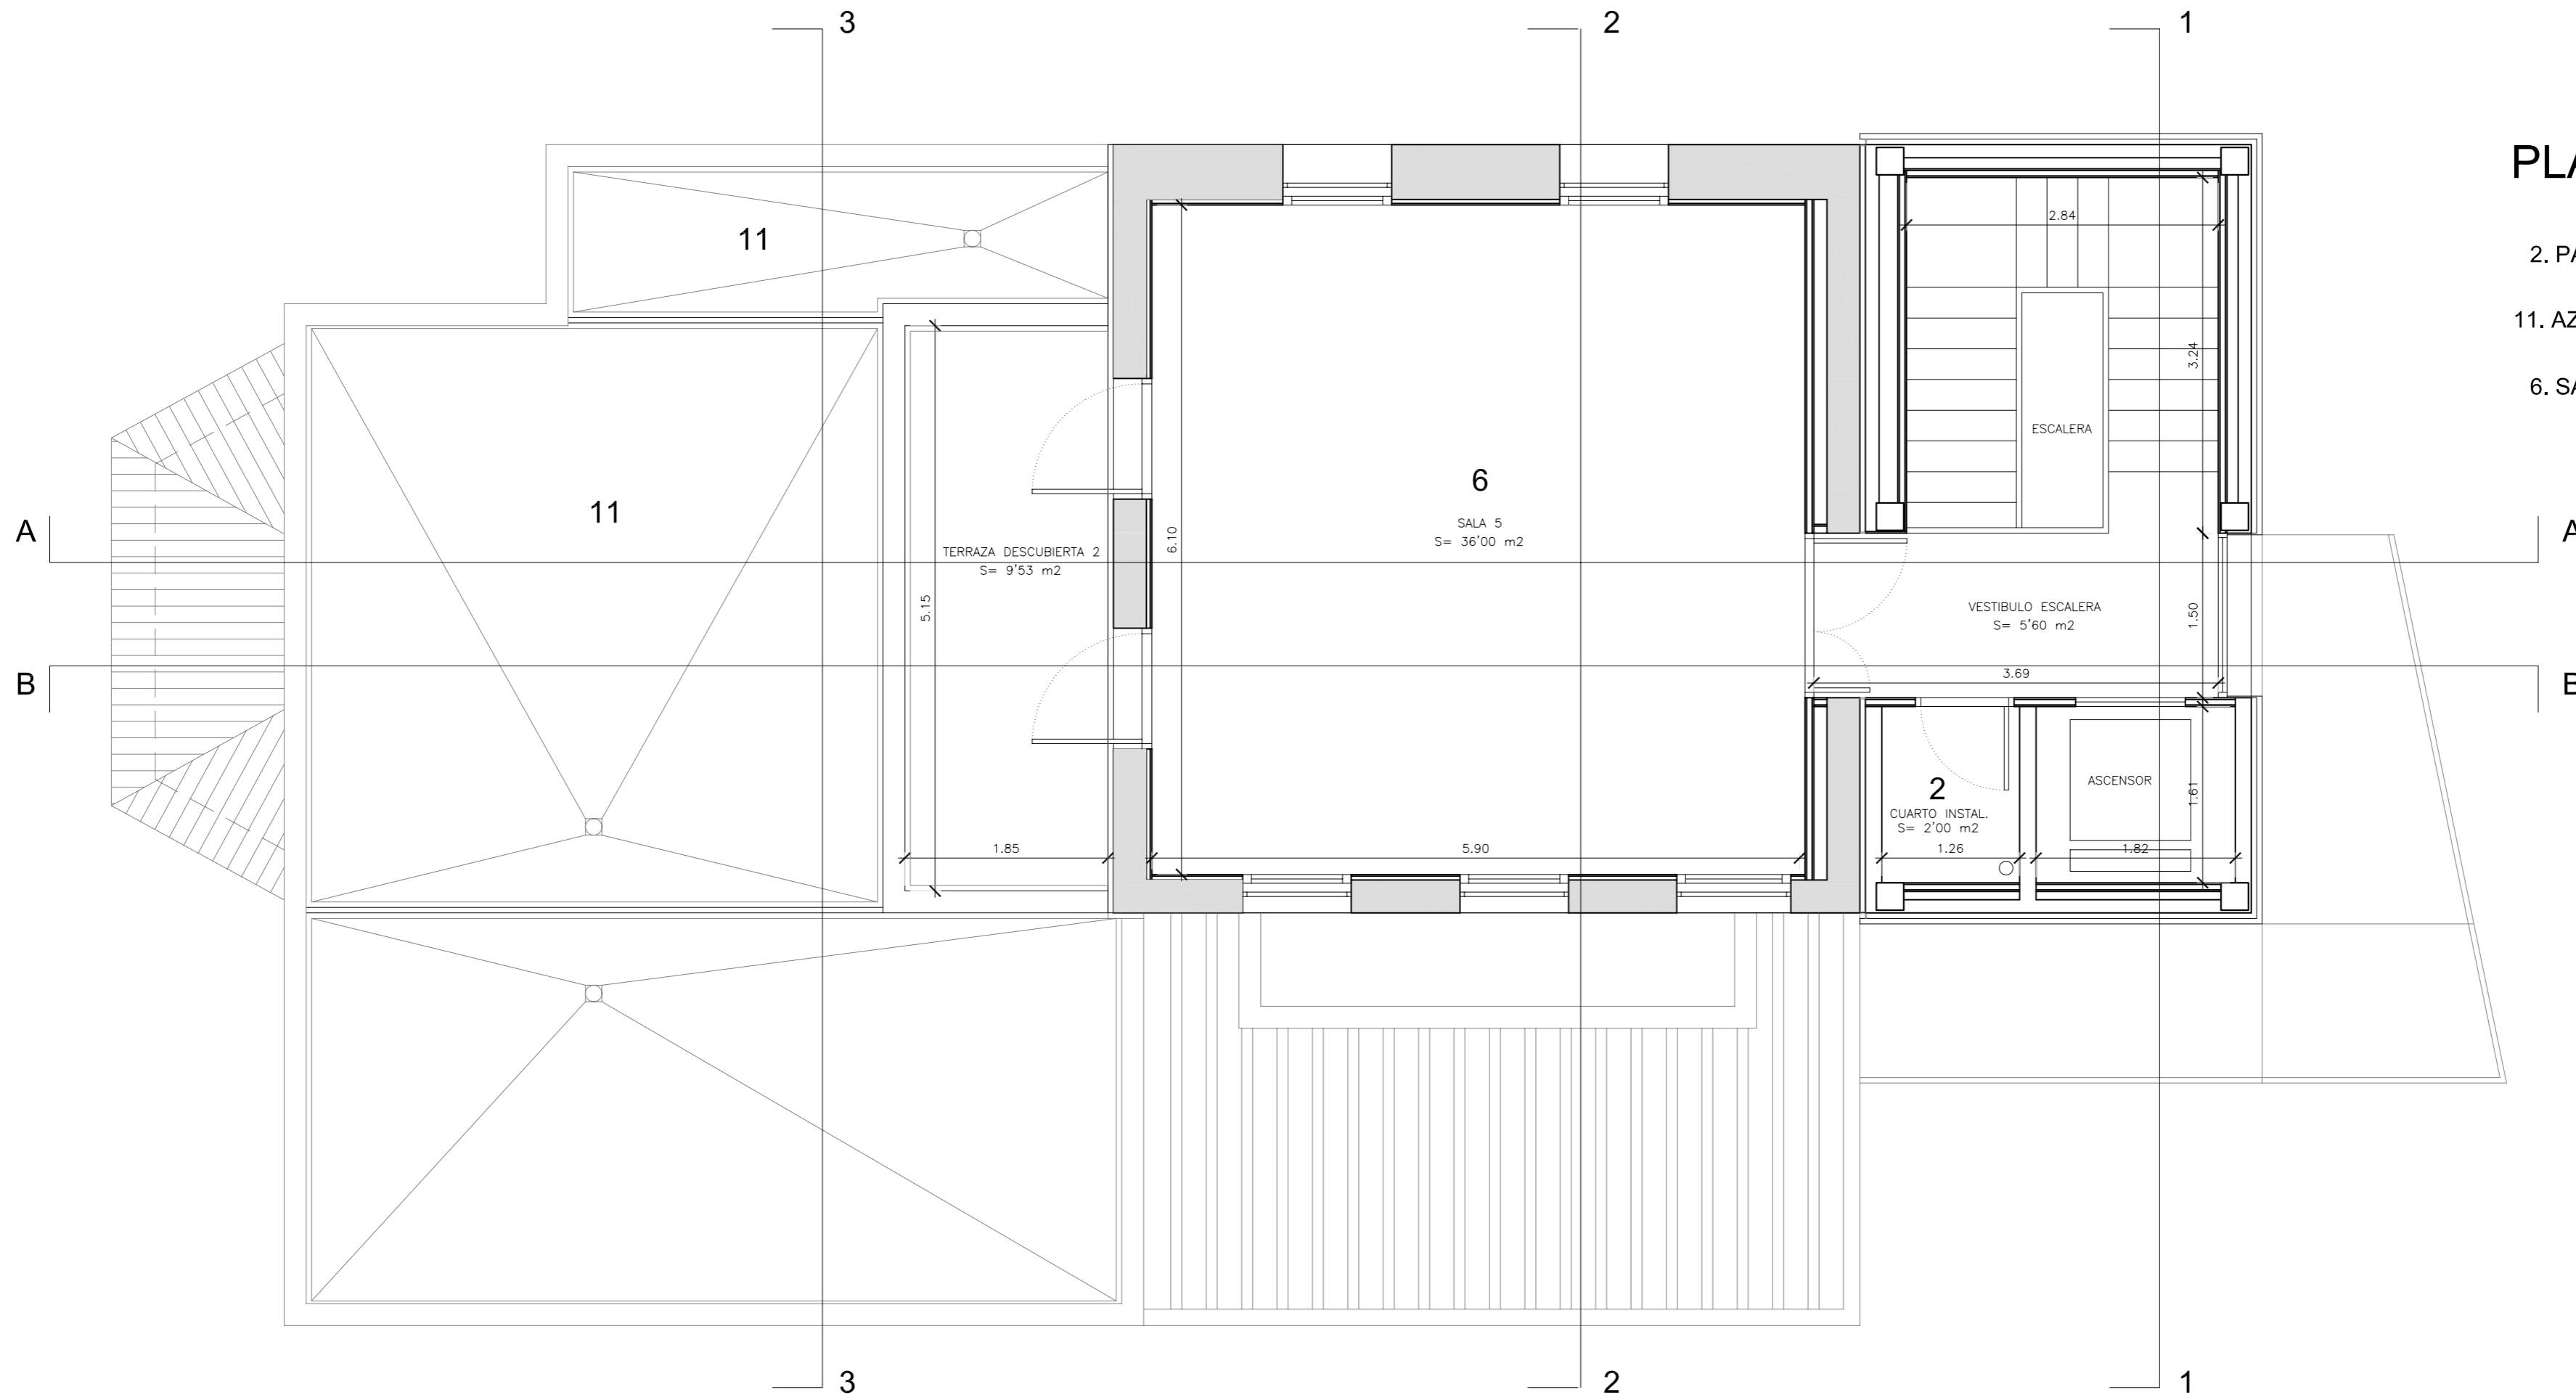 3
2
1
PLA
2. PA
11. AZ
6. SA
11
2.84
3.24
ESCALERA
6
SALA 5
S= 36'00 m2
6.10
11
A
A
TERRAZA DESCUBIERTA 2
S= 9'53 m2
5.15
VESTIBULO ESCALERA
S= 5'60 m2
1.50
3.69
B
B
2
CUARTO INSTAL.
S= 2'00 m2
ASCENSOR
1.61
1.85
5.90
1.26
1.82
3
2
1